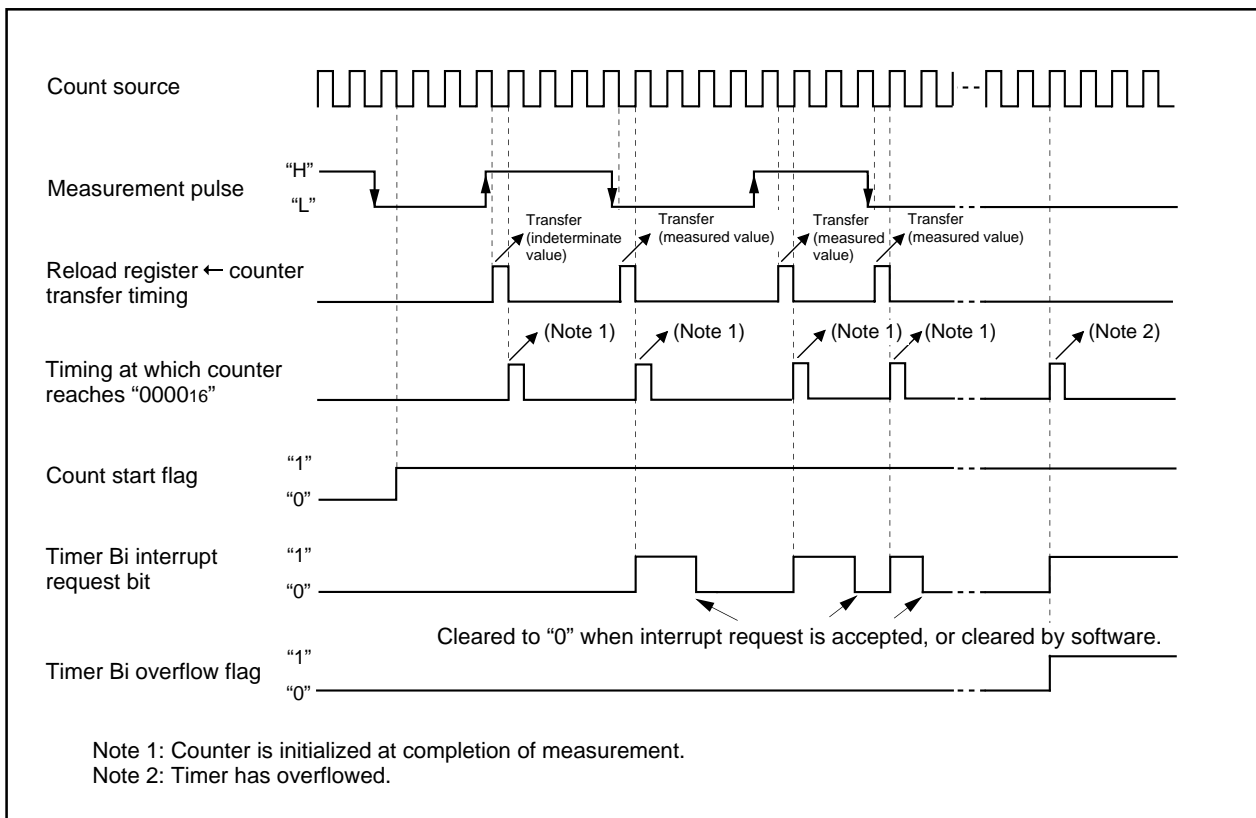 Count source
“H”
Measurement pulse
“L”
Transfer
(indeterminate
value)
Transfer
(measured value)
Transfer
(measured
value)
Transfer
(measured value)
Reload register ← counter
transfer timing
(Note 1)
(Note 1)
(Note 1)
(Note 1)
(Note 2)
Timing at which counter
reaches “000016”
Count start flag
“1”
“0”
Timer Bi interrupt
request bit
“1”
“0”
Cleared to “0” when interrupt request is accepted, or cleared by software.
Timer Bi overflow flag
“1”
“0”
Note 1: Counter is initialized at completion of measurement.
Note 2: Timer has overflowed.